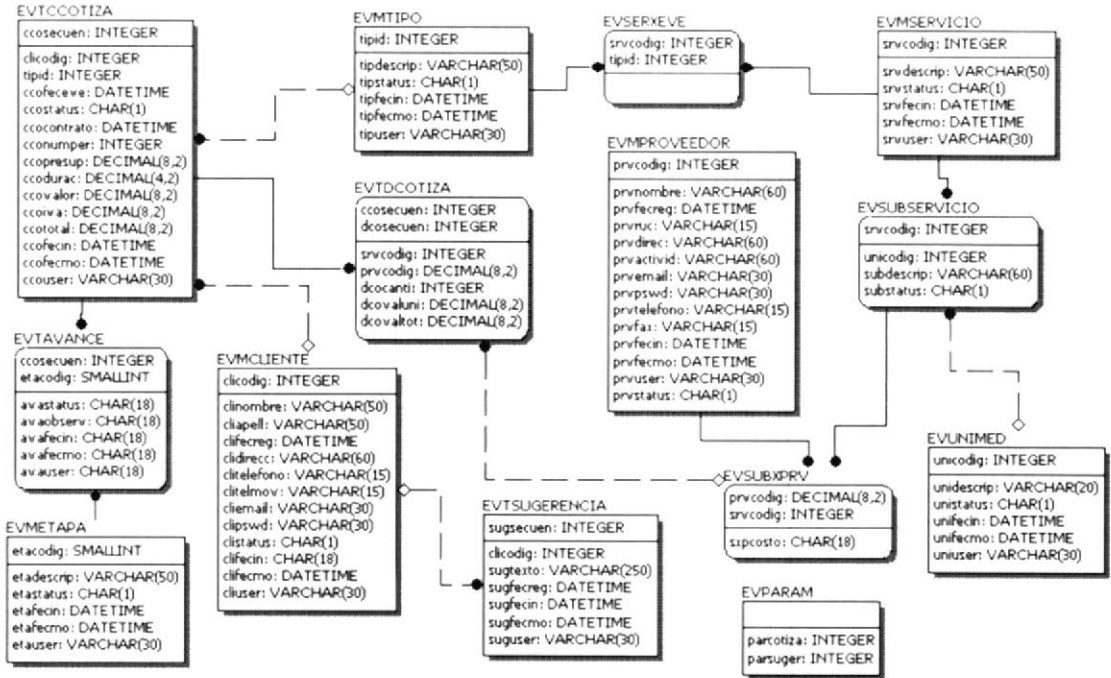 EVTCCOTIZA
ccosecuen: INTEGER
clicodig: INTEGER
tipid: INTEGER
ccofeceve: DATETIME
ccostatus: CHAR(1)
ccocontrato: DATETIME
cconumper: INTEGER
ccopresup: DECIMAL(8,2)
ccodurac: DECIMAL(4,2)
ccovalor: DECIMAL(8,2)
ccoiva: DECIMAL(8,2)
ccototal: DECIMAL(8,2)
ccofecin: DATETIME
ccofecmo: DATETIME
ccouser: VARCHAR(30)
EVMTIPO
tipid: INTEGER
tipdescrip: VARCHAR(50)
tipstatus: CHAR(1)
tipfecin: DATETIME
tipfecmo: DATETIME
tipuser: VARCHAR(30)
EVSERXEVE
srvcodig: INTEGER
tipid: INTEGER
EVMSERVICIO
srvcodig: INTEGER
srvdescrip: VARCHAR(50)
srvstatus: CHAR(1)
srvfecin: DATETIME
srvfecmo: DATETIME
srvuser: VARCHAR(30)
EVTDCOTIZA
ccosecuen: INTEGER
dcosecuen: INTEGER
srvcodig: INTEGER
prvcodig: DECIMAL(8,2)
dcocanti: INTEGER
dcovaluni: DECIMAL(8,2)
dcovaltot: DECIMAL(8,2)
EVMPROVEEDOR
prvcodig: INTEGER
prvnombre: VARCHAR(60)
prvfecreg: DATETIME
prvruc: VARCHAR(15)
prvdirec: VARCHAR(60)
prvactivid: VARCHAR(60)
prvemail: VARCHAR(30)
prvpswd: VARCHAR(30)
prvtelefono: VARCHAR(15)
prvfax: VARCHAR(15)
prvfecin: DATETIME
prvfecmo: DATETIME
prvuser: VARCHAR(30)
prvstatus: CHAR(1)
EVSUBSERVICIO
srvcodig: INTEGER
unicodig: INTEGER
subdescrip: VARCHAR(60)
substatus: CHAR(1)
EVTAVANCE
ccosecuen: INTEGER
etacodig: SMALLINT
avastatus: CHAR(18)
avaobserv: CHAR(18)
avafecin: CHAR(18)
avafecmo: CHAR(18)
avauser: CHAR(18)
EVMCLIENTE
clicodig: INTEGER
clinombre: VARCHAR(50)
cliapell: VARCHAR(50)
clifecreg: DATETIME
clidirecc: VARCHAR(60)
clitelefono: VARCHAR(15)
clitelmov: VARCHAR(15)
cliemail: VARCHAR(30)
clipswd: VARCHAR(30)
clistatus: CHAR(1)
clifecin: CHAR(18)
clifecmo: DATETIME
cliuser: VARCHAR(30)
EVUNIMED
unicodig: INTEGER
unidescrip: VARCHAR(20)
unistatus: CHAR(1)
unifecin: DATETIME
unifecmo: DATETIME
uniuser: VARCHAR(30)
EVSUBXPRV
prvcodig: DECIMAL(8,2)
srvcodig: INTEGER
sxpcosto: CHAR(18)
EVTSUGERENCIA
sugsecuen: INTEGER
clicodig: INTEGER
sugtexto: VARCHAR(250)
sugfecreg: DATETIME
sugfecin: DATETIME
sugfecmo: DATETIME
suguser: VARCHAR(30)
EVMETAPA
etacodig: SMALLINT
etadescrip: VARCHAR(50)
etastatus: CHAR(1)
etafecin: DATETIME
etafecmo: DATETIME
etauser: VARCHAR(30)
EVPARAM
parcotiza: INTEGER
parsuger: INTEGER